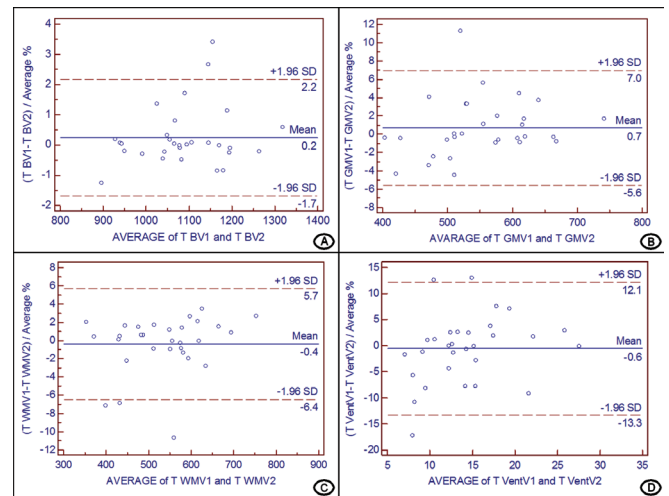 (T BV1-T BV2) / Average %
4
3
2
1
0
-1
-2
+1.96 SD
2.2
Mean
0.2
-1.96 SD
-1.7
800 900 1000 1100 1200 1300 1400
AVERAGE of T BV1 and T BV2
A
(T GMV1-T GMV2) / Average %
12
10
8
6
4
2
0
-2
-4
-6
-8
+1.96 SD
7.0
Mean
0.7
-1.96 SD
-5.6
400 500 600 700 800
AVARAGE of T GMV1 and T GMV2
B
(T WMV1-T WMV2) / Average %
8
6
4
2
0
-2
-4
-6
-8
-10
-12
+1.96 SD
5.7
Mean
-0.4
-1.96 SD
-6.4
300 400 500 600 700 800 900
AVERAGE of T WMV1 and T WMV2
C
(T VentV1-T VentV2) / Average %
15
10
5
0
-5
-10
-15
-20
+1.96 SD
12.1
Mean
-0.6
-1.96 SD
-13.3
5 10 15 20 25 30
AVERAGE of T VentV1 and T VentV2
D